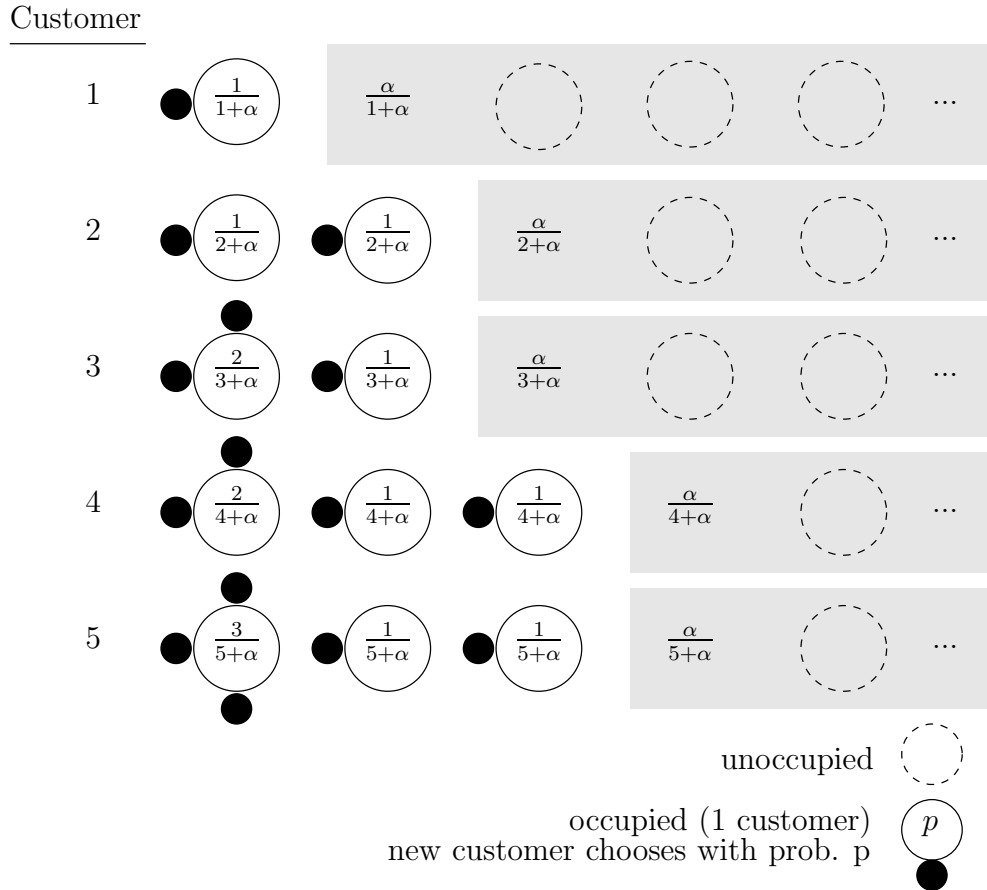 Customer
1 1/(1+α) α/(1+α) ...
2 1/(2+α) 1/(2+α) α/(2+α) ...
3 2/(3+α) 1/(3+α) α/(3+α) ...
4 2/(4+α) 1/(4+α) 1/(4+α) α/(4+α) ...
5 3/(5+α) 1/(5+α) 1/(5+α) α/(5+α) ...
unoccupied
occupied (1 customer)
new customer chooses with prob. p
p